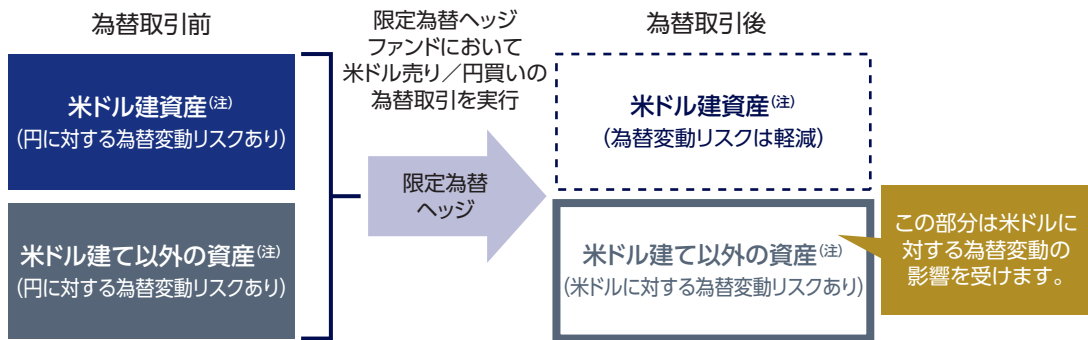 為替取引前
米ドル建資産(注)
(円に対する為替変動リスクあり)
米ドル建て以外の資産(注)
(円に対する為替変動リスクあり)
限定為替ヘッジ
ファンドにおいて
米ドル売り／円買いの
為替取引を実行
限定為替
ヘッジ
為替取引後
米ドル建資産(注)
(為替変動リスクは軽減)
米ドル建て以外の資産(注)
(米ドルに対する為替変動リスクあり)
この部分は米ドルに
対する為替変動の
影響を受けます。